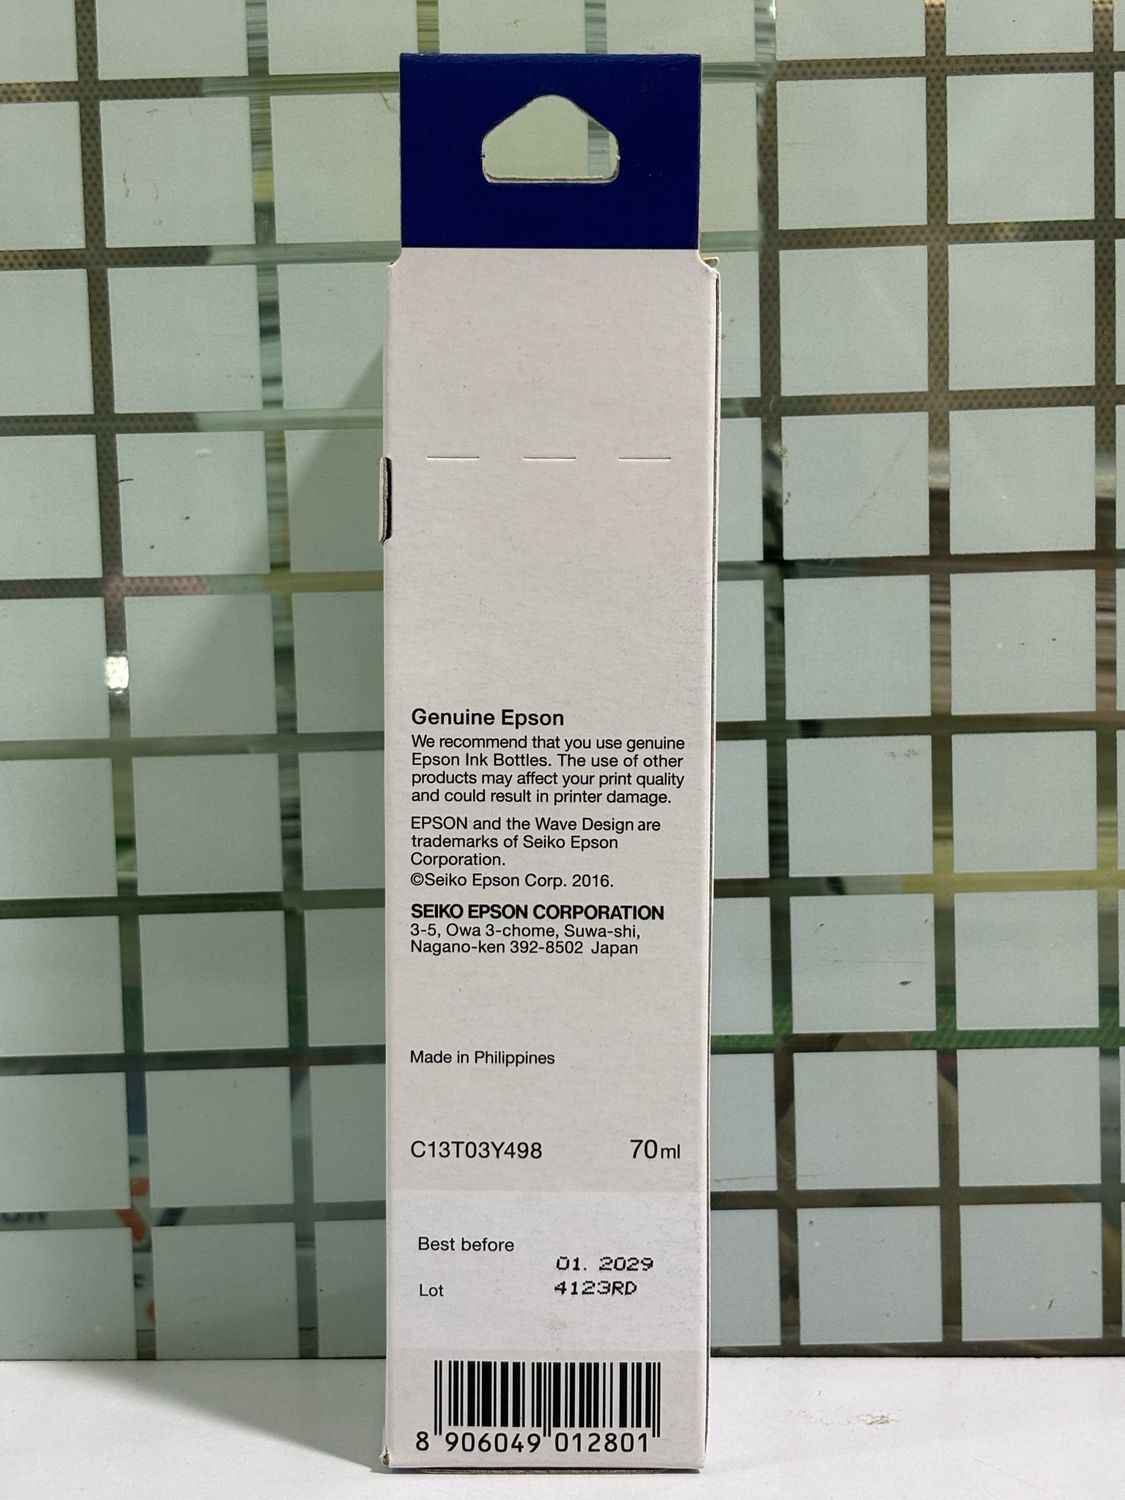 Genuine Epson
We recommend that you use genuine
Epson Ink Bottles. The use of other
products may affect your print quality
and could result in printer damage.
EPSON and the Wave Design are
trademarks of Seiko Epson
Corporation.
©Seiko Epson Corp. 2016.
SEIKO EPSON CORPORATION
3-5, Owa 3-chome, Suwa-shi,
Nagano-ken 392-8502 Japan
Made in Philippines
C13T03Y498 70ml
Best before
01. 2029
Lot 4123RD
8 906049 012801